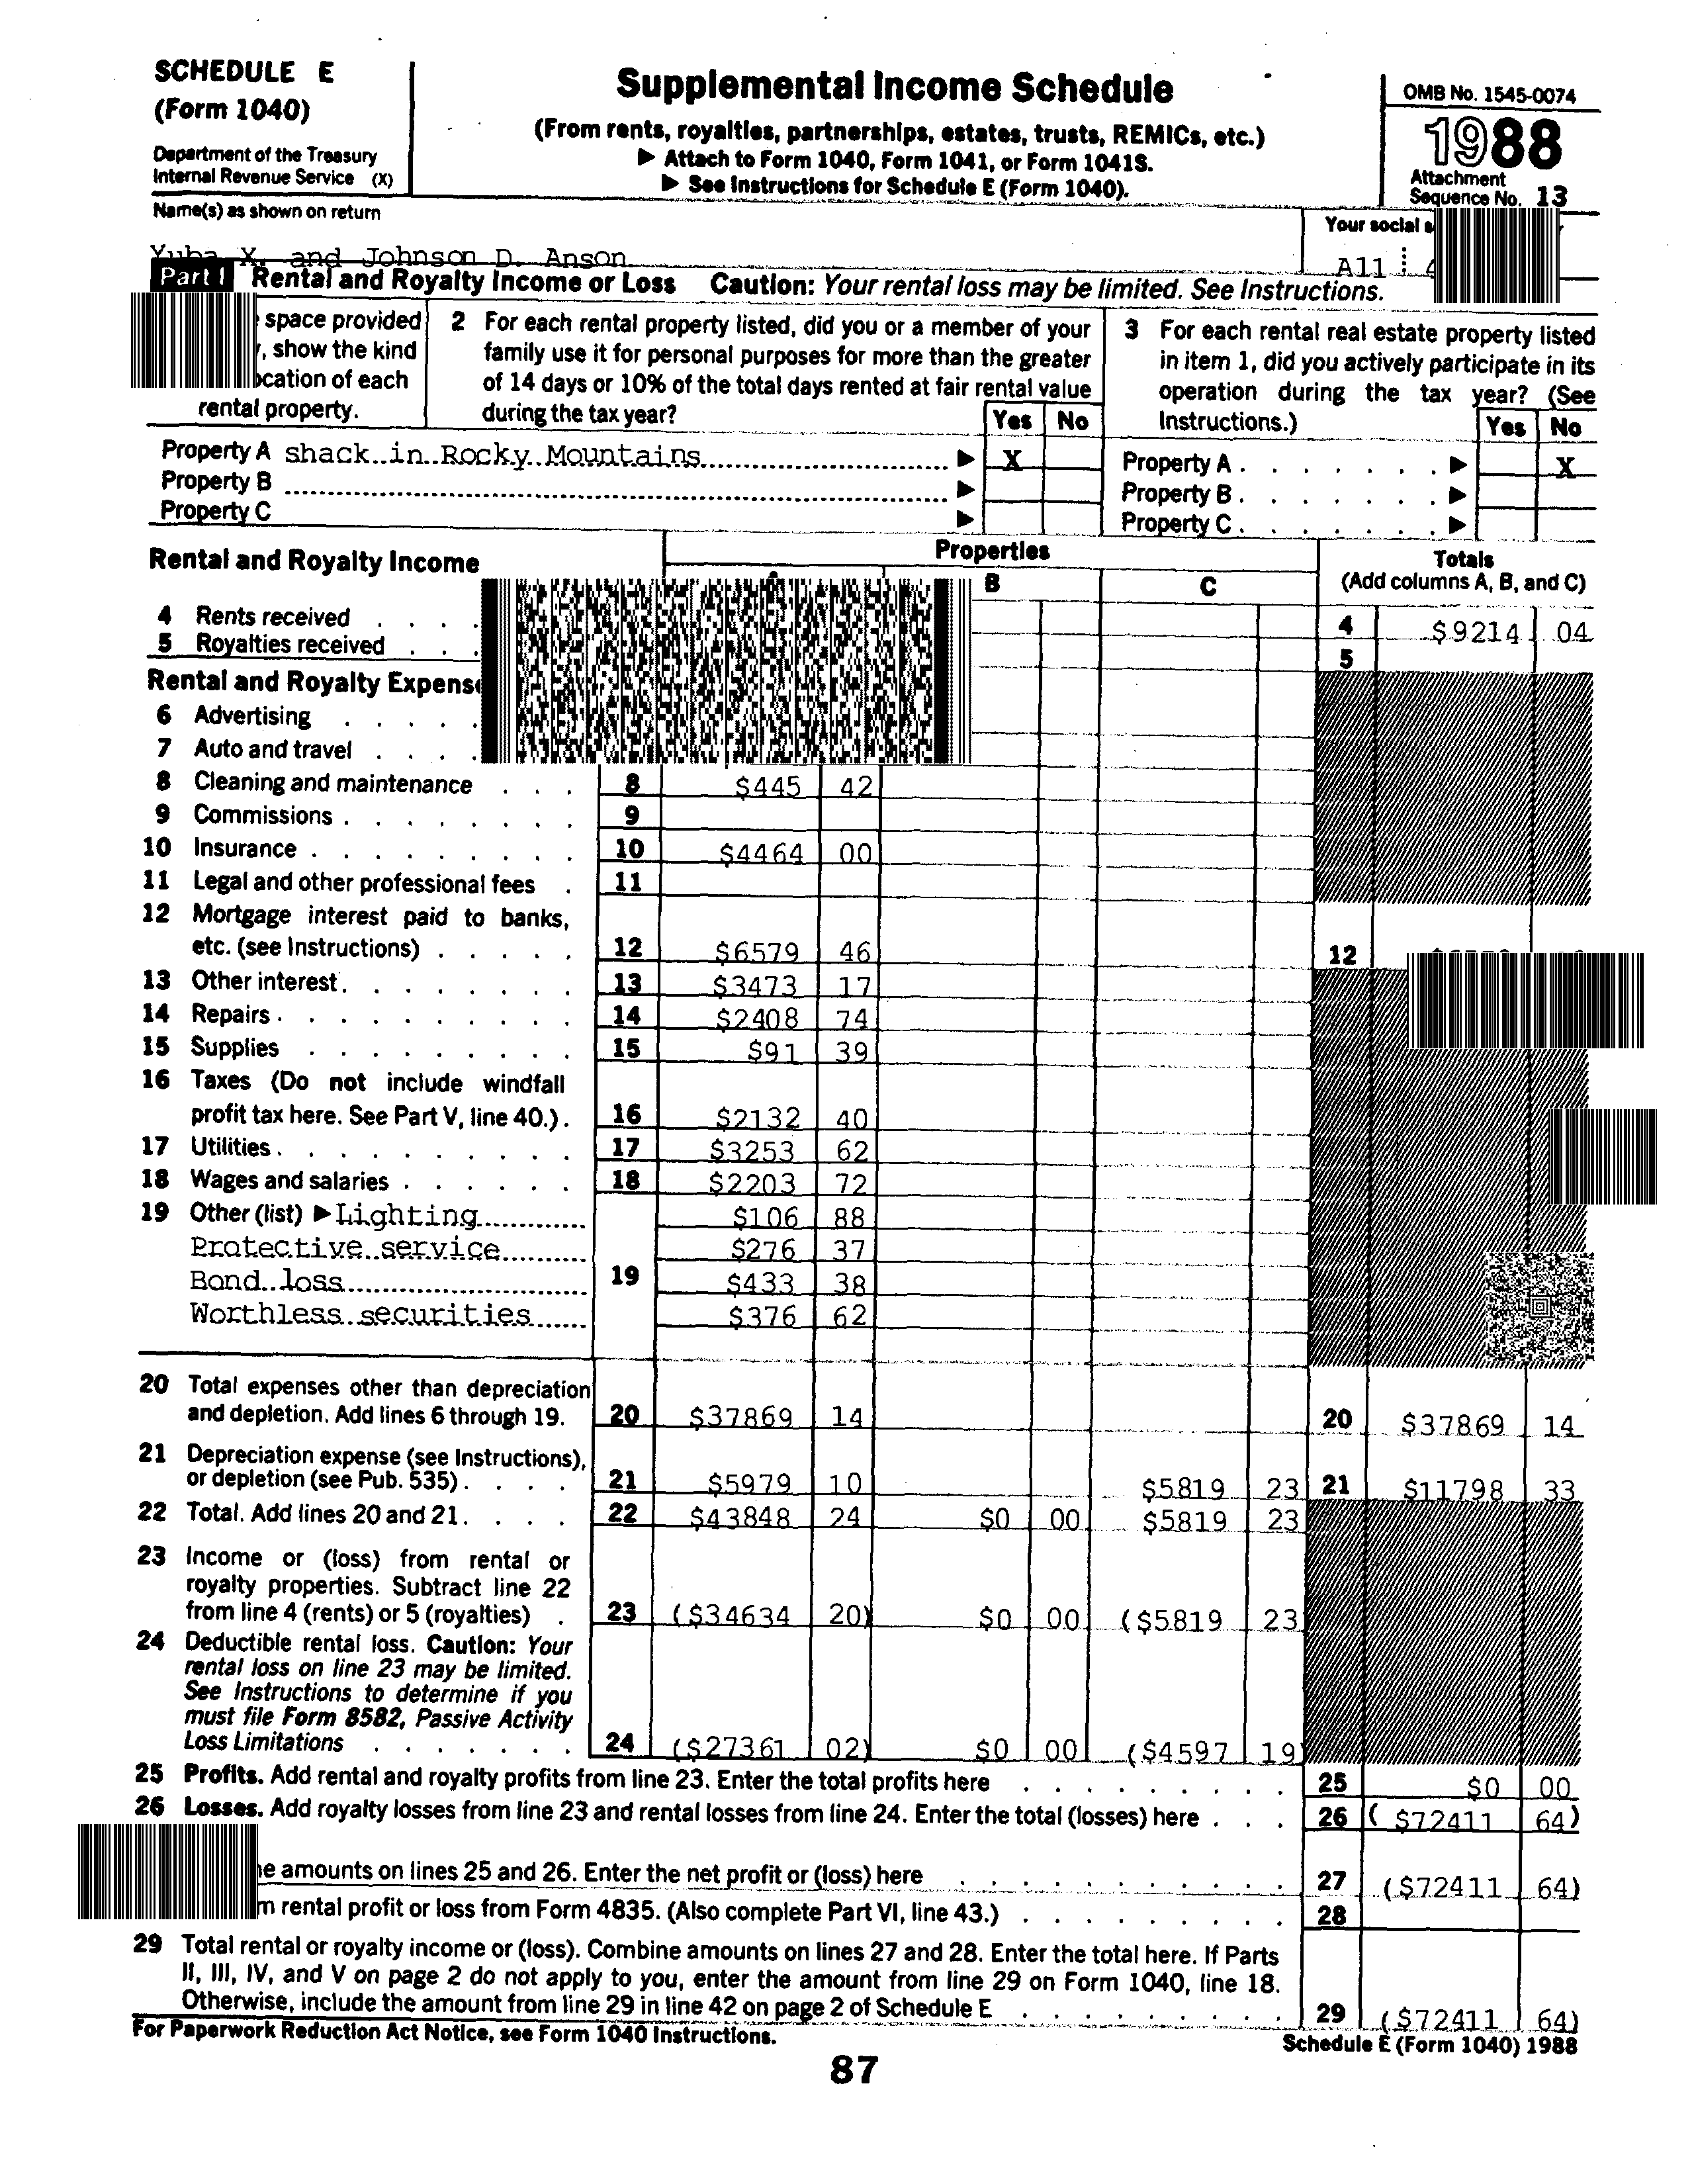 SCHEDULE E
(Form 1040)
Department of the Treasury
Internal Revenue Service (X)
Supplemental Income Schedule
(From rents, royalties, partnerships, estates, trusts, REMICs, etc.)
▶ Attach to Form 1040, Form 1041, or Form 1041S.
▶ See Instructions for Schedule E (Form 1040).
OMB No. 1545-0074
1988
Attachment
Sequence No. 13
Name(s) as shown on return
Your social
Yuba X. and Johnson D. Anson
A11
Part I Rental and Royalty Income or Loss Caution: Your rental loss may be limited. See Instructions.
space provided
, show the kind
of each
rental property.
2 For each rental property listed, did you or a member of your
family use it for personal purposes for more than the greater
of 14 days or 10% of the total days rented at fair rental value
during the tax year?
Yes No
3 For each rental real estate property listed
in item 1, did you actively participate in its
operation during the tax year? (See
Instructions.)
Yes No
Property A shack in Rocky Mountains ▶ X
Property B ▶
Property C ▶
Property A . . . . . . . ▶ X
Property B . . . . . . . ▶
Property C . . . . . . . ▶
Rental and Royalty Income
Properties
B C
Totals
(Add columns A, B, and C)
4 Rents received . . . . 4 $9214 04
5 Royalties received . . . 5
Rental and Royalty
6 Advertising . . . . .
7 Auto and travel . . . .
8 Cleaning and maintenance . . . 8 $445 42
9 Commissions . . . . . . . . 9
10 Insurance . . . . . . . . . 10 $4464 00
11 Legal and other professional fees . 11
12 Mortgage interest paid to banks,
etc. (see Instructions) . . . . . 12 $6579 46 12
13 Other interest . . . . . . . . 13 $3473 17
14 Repairs . . . . . . . . . . 14 $2408 74
15 Supplies . . . . . . . . . 15 $91 39
16 Taxes (Do not include windfall
profit tax here. See Part V, line 40.) . 16 $2132 40
17 Utilities . . . . . . . . . . 17 $3253 62
18 Wages and salaries . . . . . . 18 $2203 72
19 Other (list) ▶ Lighting $106 88
Protective service $276 37
Bond loss 19 $433 38
Worthless securities $376 62
20 Total expenses other than depreciation
and depletion. Add lines 6 through 19. 20 $37869 14 20 $37869 14
21 Depreciation expense (see Instructions),
or depletion (see Pub. 535) . . . . 21 $5979 10 $5819 23 21 $11798 33
22 Total. Add lines 20 and 21 . . . . 22 $43848 24 $0 00 $5819 23
23 Income or (loss) from rental or
royalty properties. Subtract line 22
from line 4 (rents) or 5 (royalties) . 23 ($34634 20) $0 00 ($5819 23
24 Deductible rental loss. Caution: Your
rental loss on line 23 may be limited.
See Instructions to determine if you
must file Form 8582, Passive Activity
Loss Limitations . . . . . . . 24 ($27361 02) $0 00 ($4597 19)
25 Profits. Add rental and royalty profits from line 23. Enter the total profits here . . . . . . . . . 25 $0 00
26 Losses. Add royalty losses from line 23 and rental losses from line 24. Enter the total (losses) here . . . 26 ( $72411 64)
amounts on lines 25 and 26. Enter the net profit or (loss) here . . . . . . . . . . . 27 ($72411 64)
rental profit or loss from Form 4835. (Also complete Part VI, line 43.) . . . . . . . . . 28
29 Total rental or royalty income or (loss). Combine amounts on lines 27 and 28. Enter the total here. If Parts
II, III, IV, and V on page 2 do not apply to you, enter the amount from line 29 on Form 1040, line 18.
Otherwise, include the amount from line 29 in line 42 on page 2 of Schedule E . . . . . . . . 29 ($72411 64)
For Paperwork Reduction Act Notice, see Form 1040 Instructions.
Schedule E (Form 1040) 1988
87